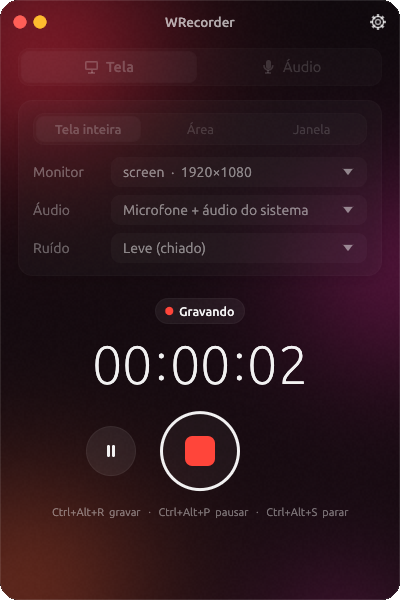 WRecorder
Tela Áudio
Tela inteira Área Janela
Monitor screen · 1920×1080
Áudio Microfone + áudio do sistema
Ruído Leve (chiado)
Gravando
00:00:02
Ctrl+Alt+R gravar · Ctrl+Alt+P pausar · Ctrl+Alt+S parar